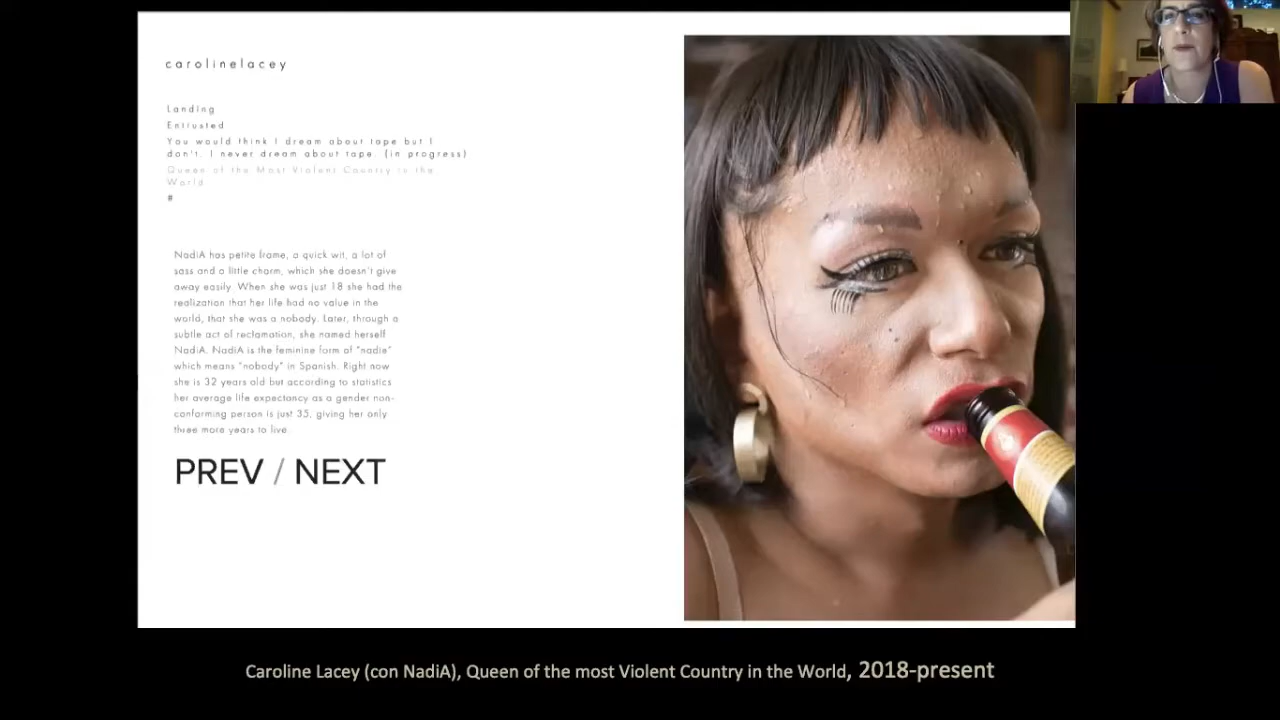 carolinelacey
Landing
Entrusted
You would think I dream about tape but I
don't. I never dream about tape. (in progress)
Queen of the Most Violent Country in the
World
#
NadiA has petite frame, a quick wit, a lot of
sass and a little charm, which she doesn't give
away easily. When she was just 18 she had the
realization that her life had no value in the
world, that she was a nobody. Later, through a
subtle act of reclamation, she named herself
NadiA. NadiA is the feminine form of "nadie"
which means "nobody" in Spanish. Right now
she is 32 years old but according to statistics
her average life expectancy as a gender non-
conforming person is just 35, giving her only
three more years to live.
PREV / NEXT
Caroline Lacey (con NadiA), Queen of the most Violent Country in the World, 2018-present